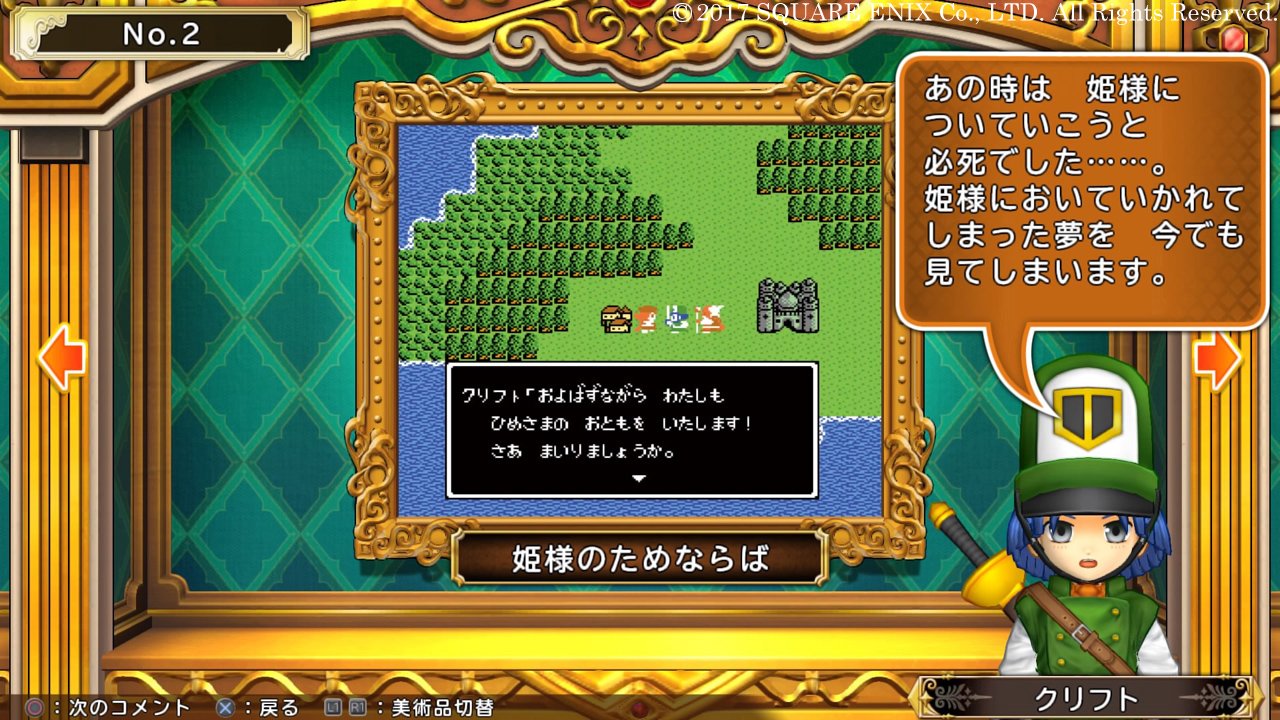 © 2017 SQUARE ENIX Co., LTD. All Rights Reserved.
No.2
あの時は　姫様に
ついていこうと
必死でした……。
姫様においていかれて
しまった夢を　今でも
見てしまいます。
クリフト「およばずながら　わたしも
ひめさまの　おともを　いたします！
さあ　まいりましょうか。
姫様のためならば
クリフト
：次のコメント　：戻る　L1 R1：美術品切替